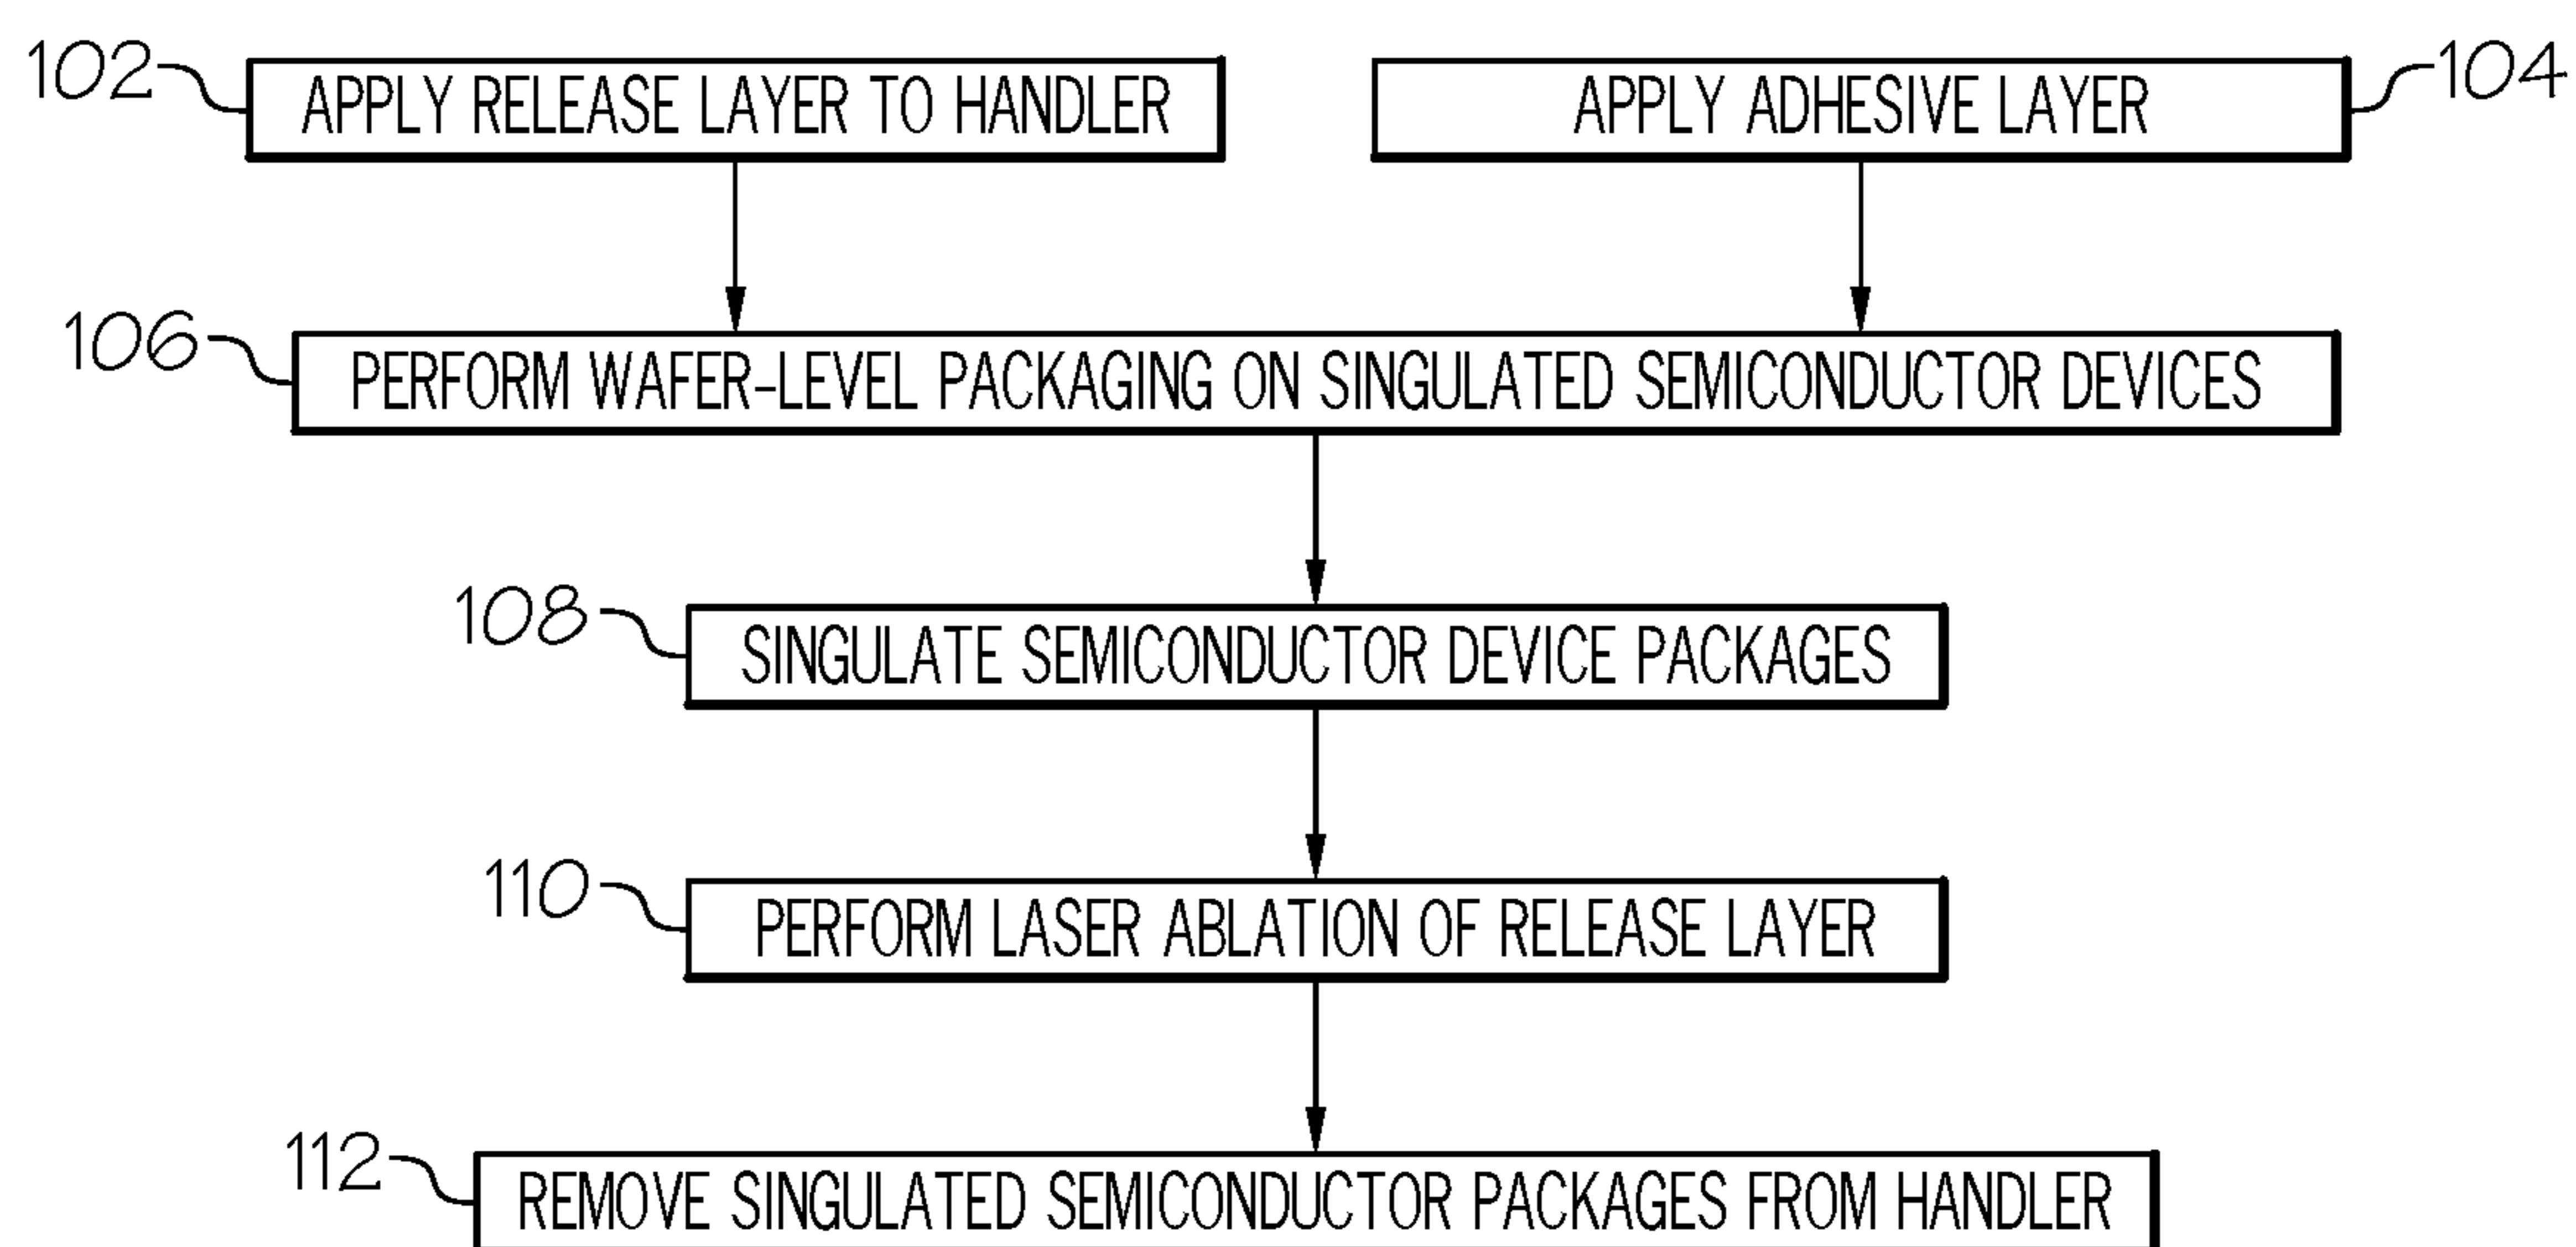 102
APPLY RELEASE LAYER TO HANDLER
APPLY ADHESIVE LAYER
104
106
PERFORM WAFER-LEVEL PACKAGING ON SINGULATED SEMICONDUCTOR DEVICES
108
SINGULATE SEMICONDUCTOR DEVICE PACKAGES
110
PERFORM LASER ABLATION OF RELEASE LAYER
112
REMOVE SINGULATED SEMICONDUCTOR PACKAGES FROM HANDLER